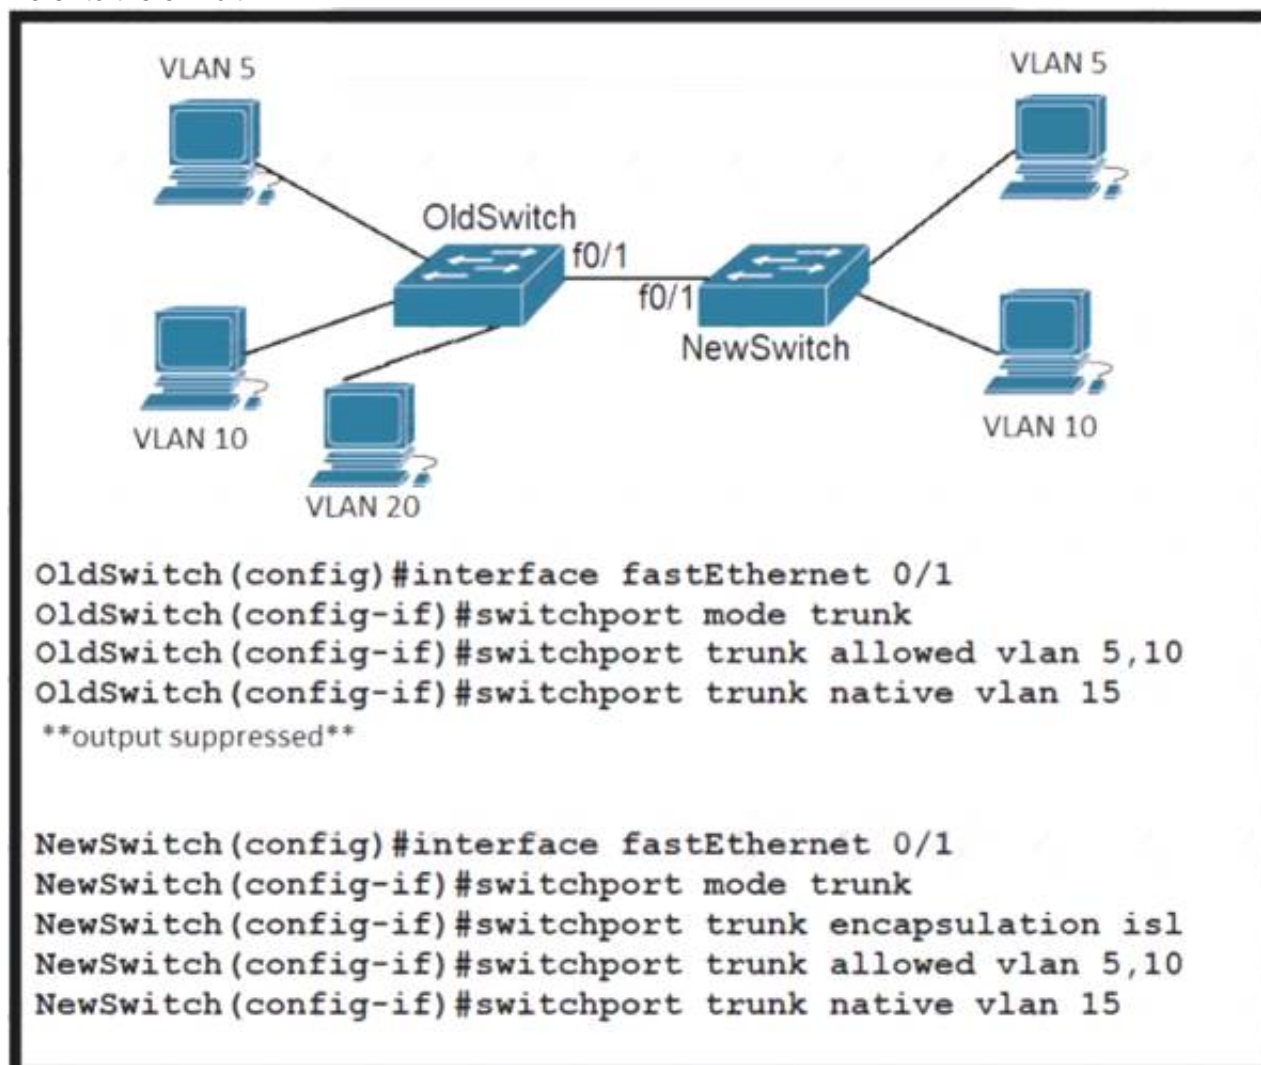 VLAN 5
VLAN 5
OldSwitch
f0/1
f0/1
NewSwitch
VLAN 10
VLAN 10
VLAN 20
OldSwitch(config)#interface fastEthernet 0/1
OldSwitch(config-if)#switchport mode trunk
OldSwitch(config-if)#switchport trunk allowed vlan 5,10
OldSwitch(config-if)#switchport trunk native vlan 15
**output suppressed**
NewSwitch(config)#interface fastEthernet 0/1
NewSwitch(config-if)#switchport mode trunk
NewSwitch(config-if)#switchport trunk encapsulation isl
NewSwitch(config-if)#switchport trunk allowed vlan 5,10
NewSwitch(config-if)#switchport trunk native vlan 15